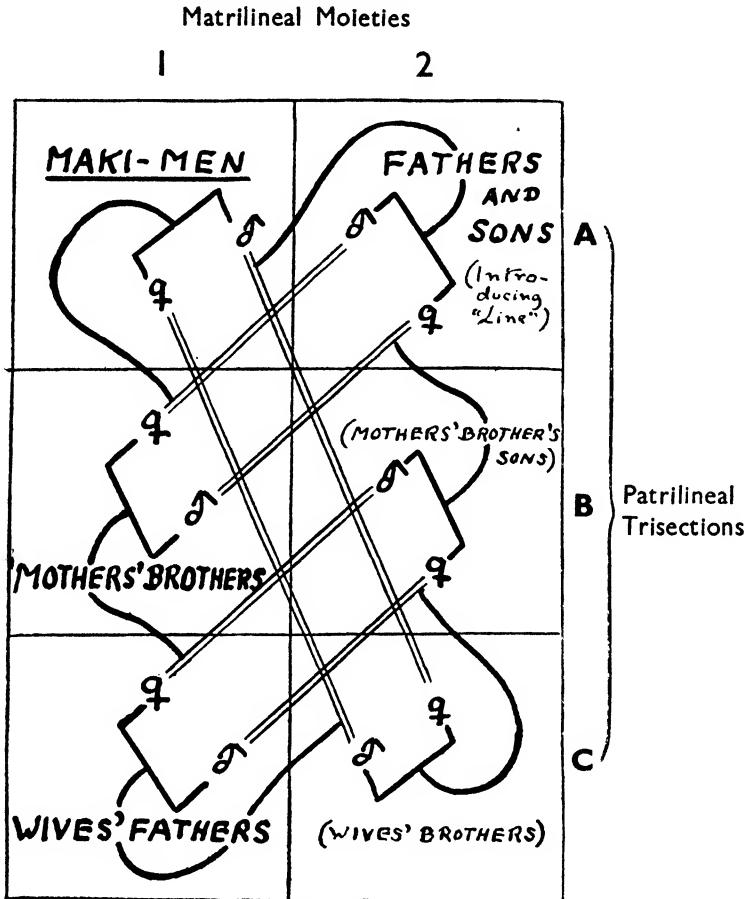 Matrilineal Moieties
1 2
MAKI-MEN
FATHERS
AND
SONS
(Intro-
ducing
"Line")
A
(MOTHERS' BROTHER'S
SONS)
B
Patrilineal
Trisections
'MOTHERS' BROTHERS
C
WIVES' FATHERS
(WIVES' BROTHERS)